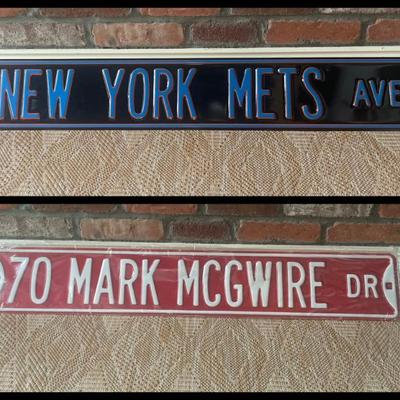 NEW YORK METS AVE
70 MARK MCGWIRE DR